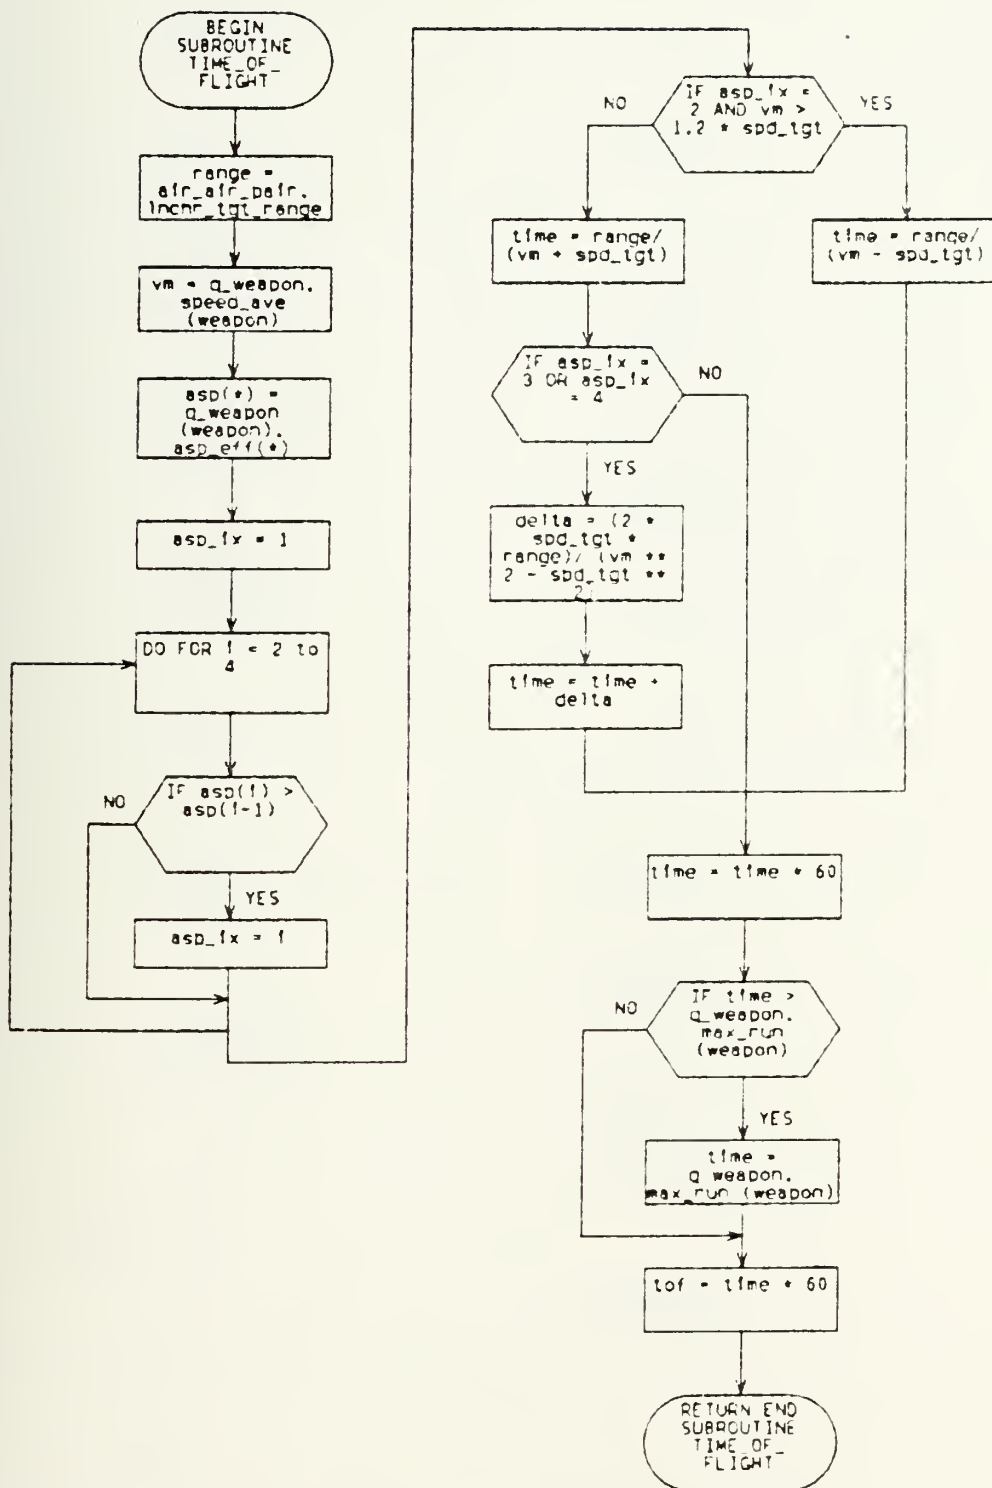 BEGIN
SUBROUTINE
TIME_OF_
FLIGHT
range =
air_air_pair.
lnchr_tgt_range
vm = q_weapon.
speed_ave
(weapon)
asp(*) =
q_weapon
(weapon).
asp_eff(*)
asp_ix = 1
DO FOR i = 2 to
4
IF asp(i) >
asp(i-1)
NO
YES
asp_ix = i
IF asp_ix =
2 AND vm >
1.2 * spd_tgt
NO
YES
time = range/
(vm + spd_tgt)
time = range/
(vm - spd_tgt)
IF asp_ix =
3 OR asp_ix
= 4
NO
YES
delta = (2 *
spd_tgt *
range)/ (vm **
2 - spd_tgt **
2)
time = time +
delta
time = time * 60
IF time >
q_weapon.
max_run
(weapon)
NO
YES
time =
q_weapon.
max_run (weapon)
tof = time * 60
RETURN END
SUBROUTINE
TIME_OF_
FLIGHT